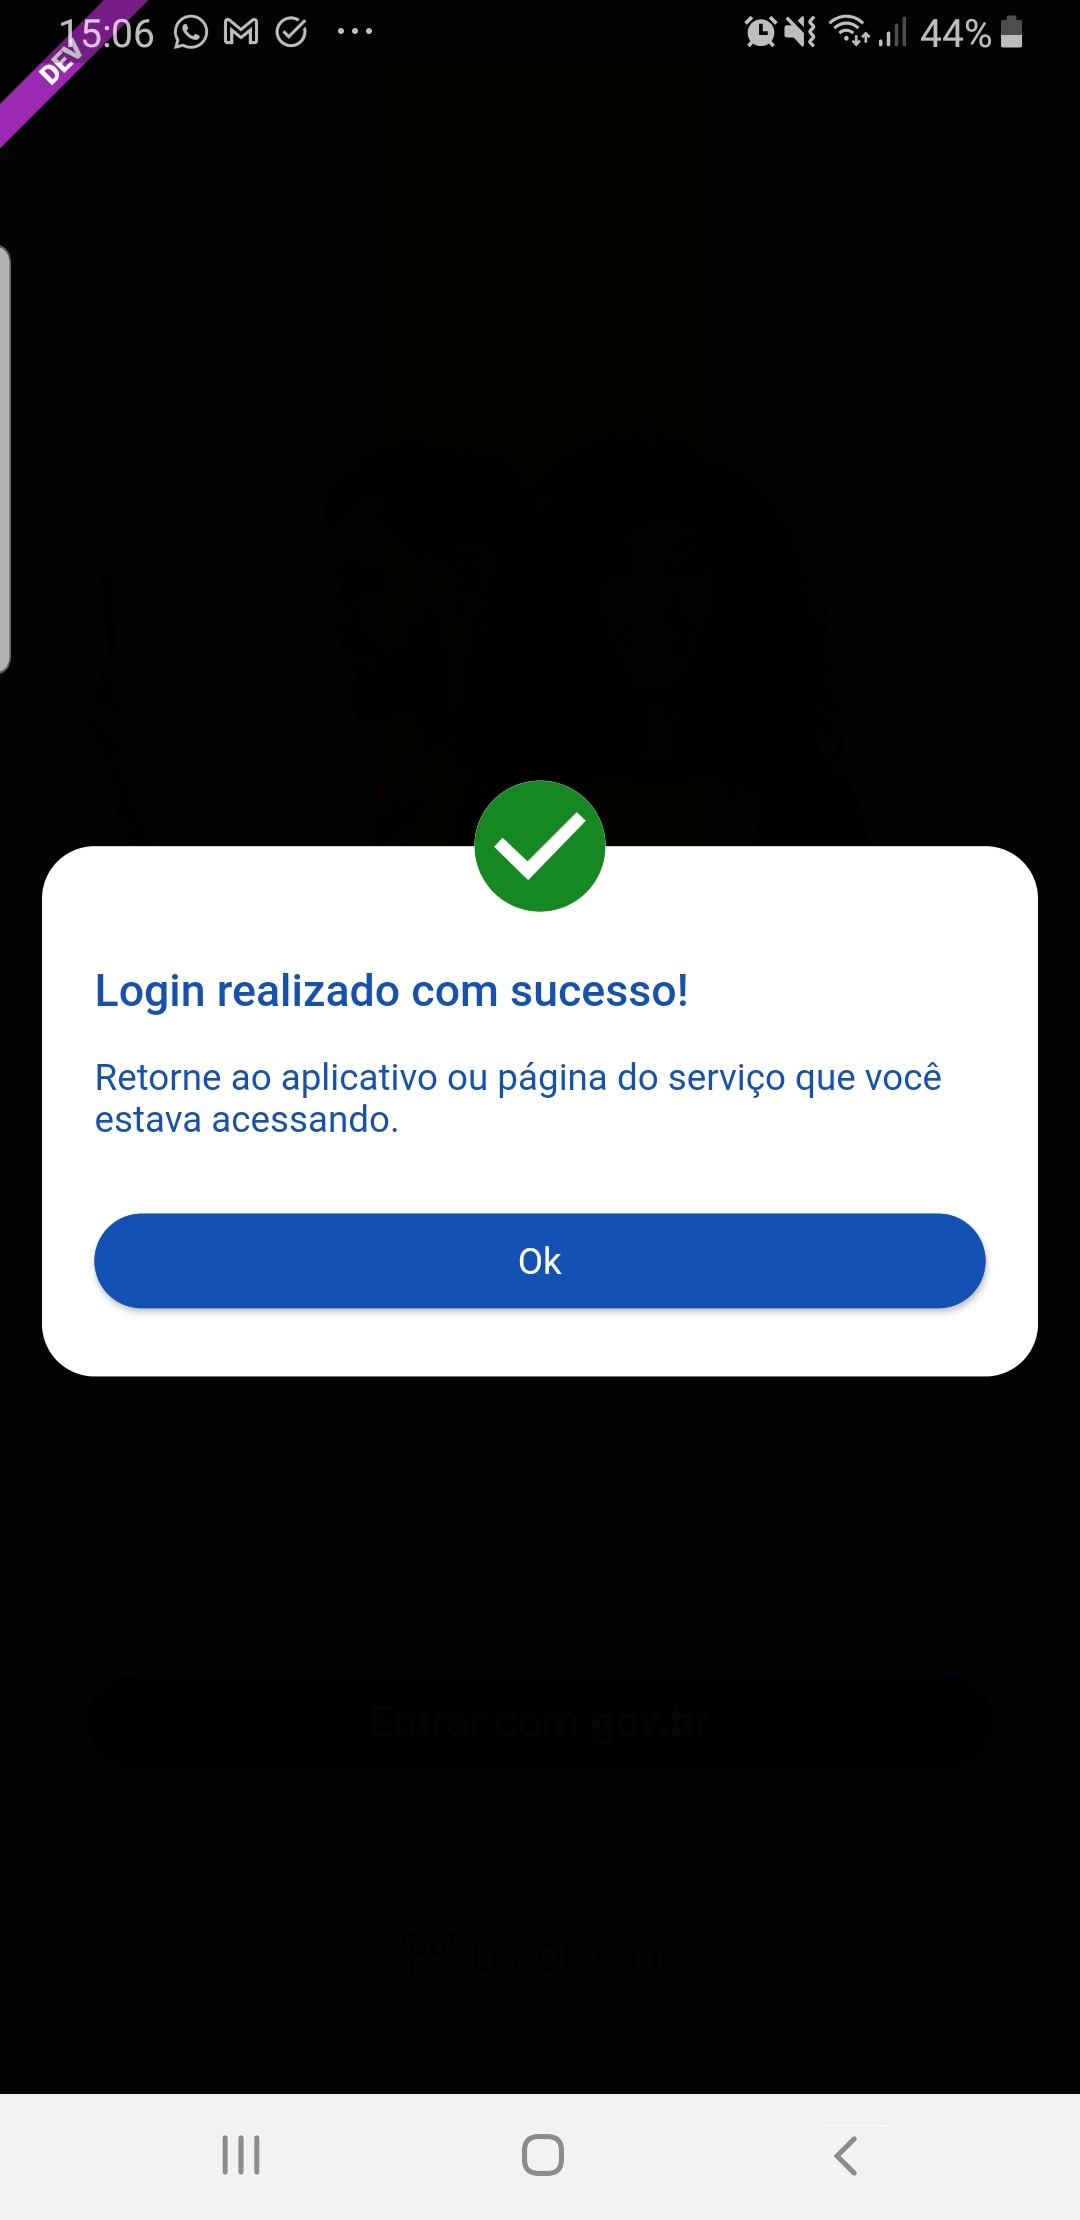 15:06
44%
DEV
Login realizado com sucesso!
Retorne ao aplicativo ou página do serviço que você
estava acessando.
Ok
Entrar com gov.br
Clique para criar ou acessar sua conta gov.br
Ler QR code